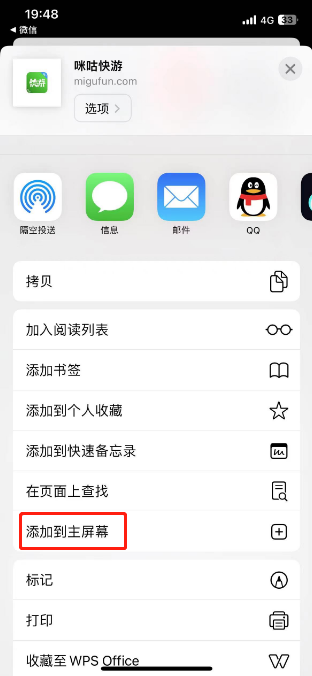 19:48
4G 33
◀ 微信
快游
咪咕快游
migufun.com
选项 >
隔空投送
信息
邮件
QQ
拷贝
加入阅读列表
添加书签
添加到个人收藏
添加到快速备忘录
在页面上查找
添加到主屏幕
标记
打印
收藏至 WPS Office